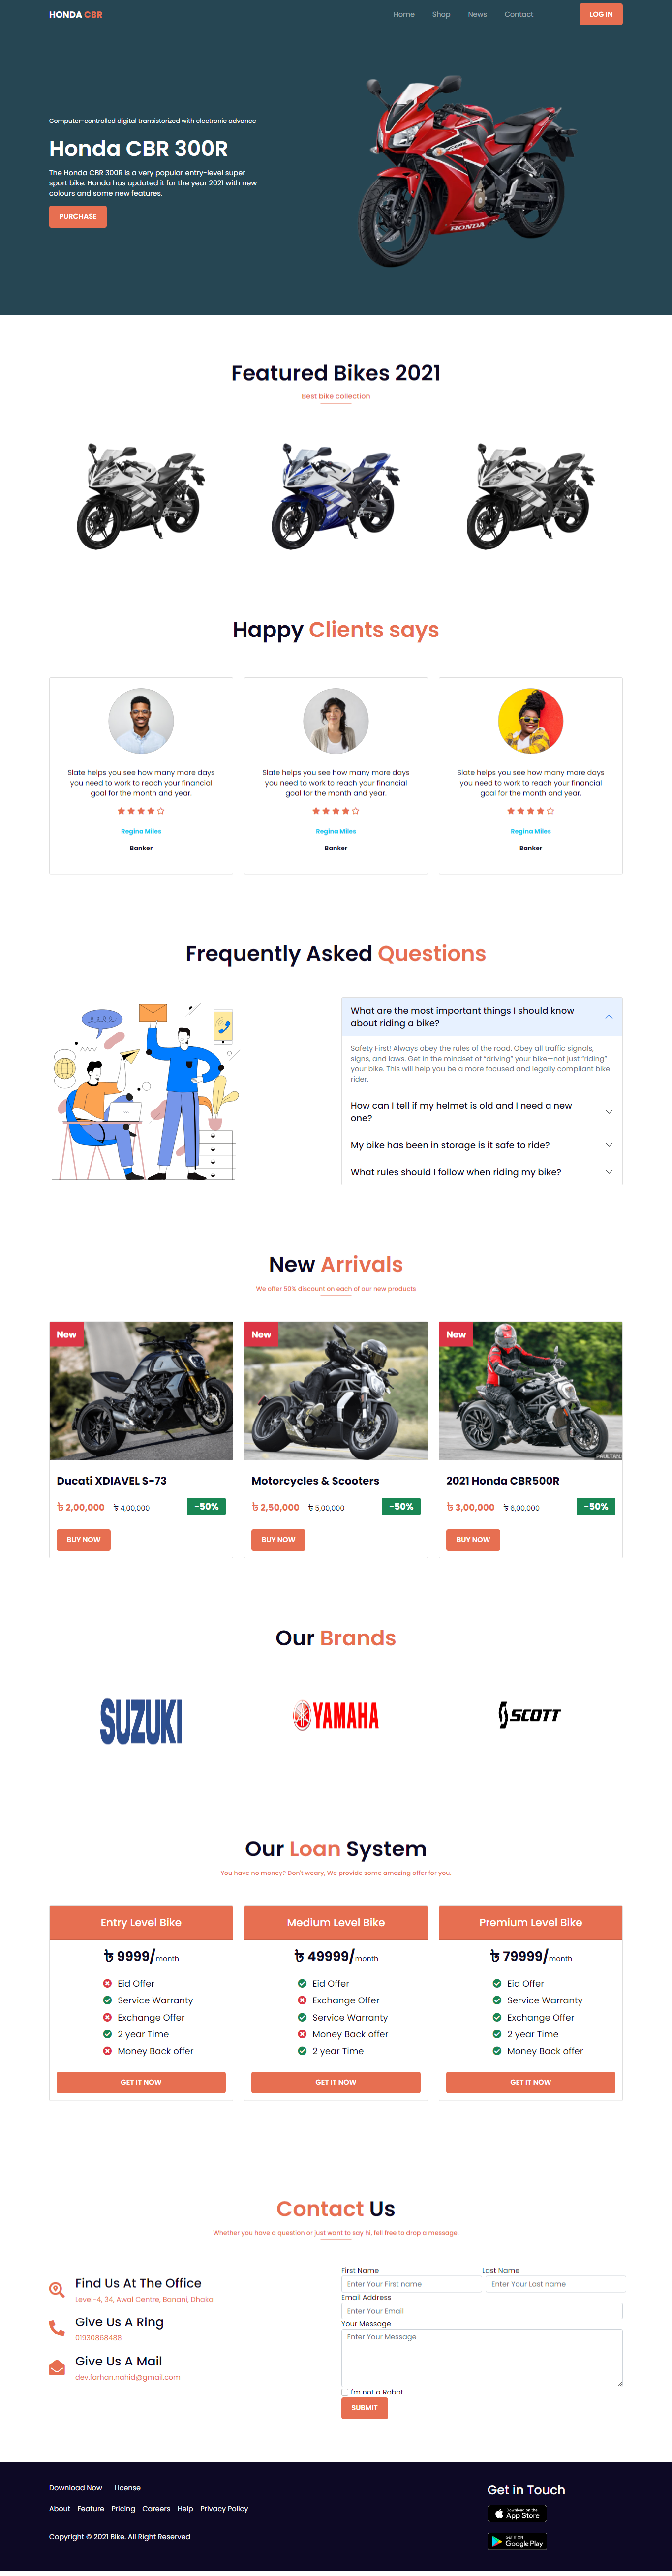 HONDA CBR
Home Shop News Contact LOG IN
Computer-controlled digital transistorized with electronic advance
Honda CBR 300R
The Honda CBR 300R is a very popular entry-level super
sport bike. Honda has updated it for the year 2021 with new
colours and some new features.
PURCHASE
HONDA
Featured Bikes 2021
Best bike collection
Happy Clients says
Slate helps you see how many more days
you need to work to reach your financial
goal for the month and year.
Regina Miles
Banker
Slate helps you see how many more days
you need to work to reach your financial
goal for the month and year.
Regina Miles
Banker
Slate helps you see how many more days
you need to work to reach your financial
goal for the month and year.
Regina Miles
Banker
Frequently Asked Questions
What are the most important things I should know
about riding a bike?
Safety First! Always obey the rules of the road. Obey all traffic signals,
signs, and laws. Get in the mindset of “driving” your bike—not just “riding”
your bike. This will help you be a more focused and legally compliant bike
rider.
How can I tell if my helmet is old and I need a new
one?
My bike has been in storage is it safe to ride?
What rules should I follow when riding my bike?
New Arrivals
We offer 50% discount on each of our new products
New
Ducati XDIAVEL S-73
৳ 2,00,000 ৳ 4,00,000 -50%
BUY NOW
New
Motorcycles & Scooters
৳ 2,50,000 ৳ 5,00,000 -50%
BUY NOW
New
PAULTAN
2021 Honda CBR500R
৳ 3,00,000 ৳ 6,00,000 -50%
BUY NOW
Our Brands
SUZUKI
YAMAHA
SCOTT
Our Loan System
You have no money? Don't weary, We provide some amazing offer for you.
Entry Level Bike
৳ 9999/month
Eid Offer
Service Warranty
Exchange Offer
2 year Time
Money Back offer
GET IT NOW
Medium Level Bike
৳ 49999/month
Eid Offer
Exchange Offer
Service Warranty
Money Back offer
2 year Time
GET IT NOW
Premium Level Bike
৳ 79999/month
Eid Offer
Service Warranty
Exchange Offer
2 year Time
Money Back offer
GET IT NOW
Contact Us
Whether you have a question or just want to say hi, fell free to drop a message.
Find Us At The Office
Level-4, 34, Awal Centre, Banani, Dhaka
Give Us A Ring
01930868488
Give Us A Mail
dev.farhan.nahid@gmail.com
First Name Last Name
Enter Your First name Enter Your Last name
Email Address
Enter Your Email
Your Message
Enter Your Message
I'm not a Robot
SUBMIT
Download Now License
About Feature Pricing Careers Help Privacy Policy
Copyright © 2021 Bike. All Right Reserved
Get in Touch
Download on the
App Store
GET IT ON
Google Play